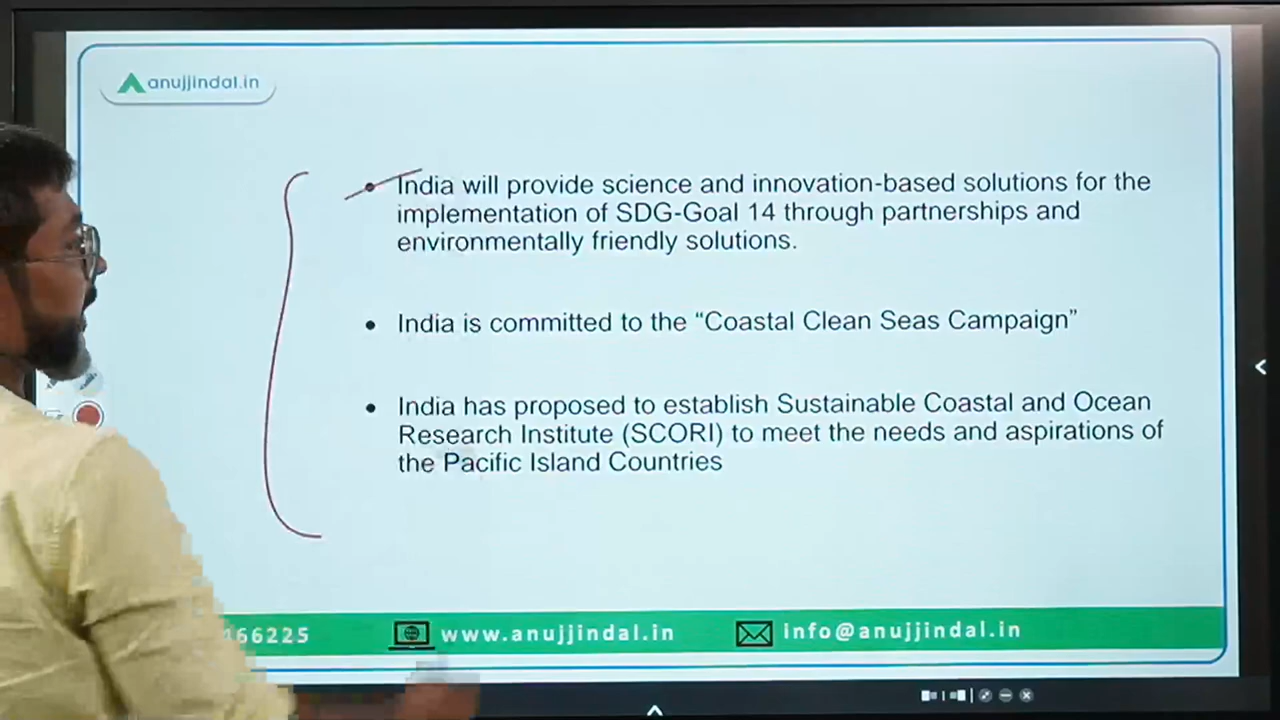 anujjindal.in
India will provide science and innovation-based solutions for the
implementation of SDG-Goal 14 through partnerships and
environmentally friendly solutions.
India is committed to the “Coastal Clean Seas Campaign”
India has proposed to establish Sustainable Coastal and Ocean
Research Institute (SCORI) to meet the needs and aspirations of
the Pacific Island Countries
66225 www.anujjindal.in info@anujjindal.in